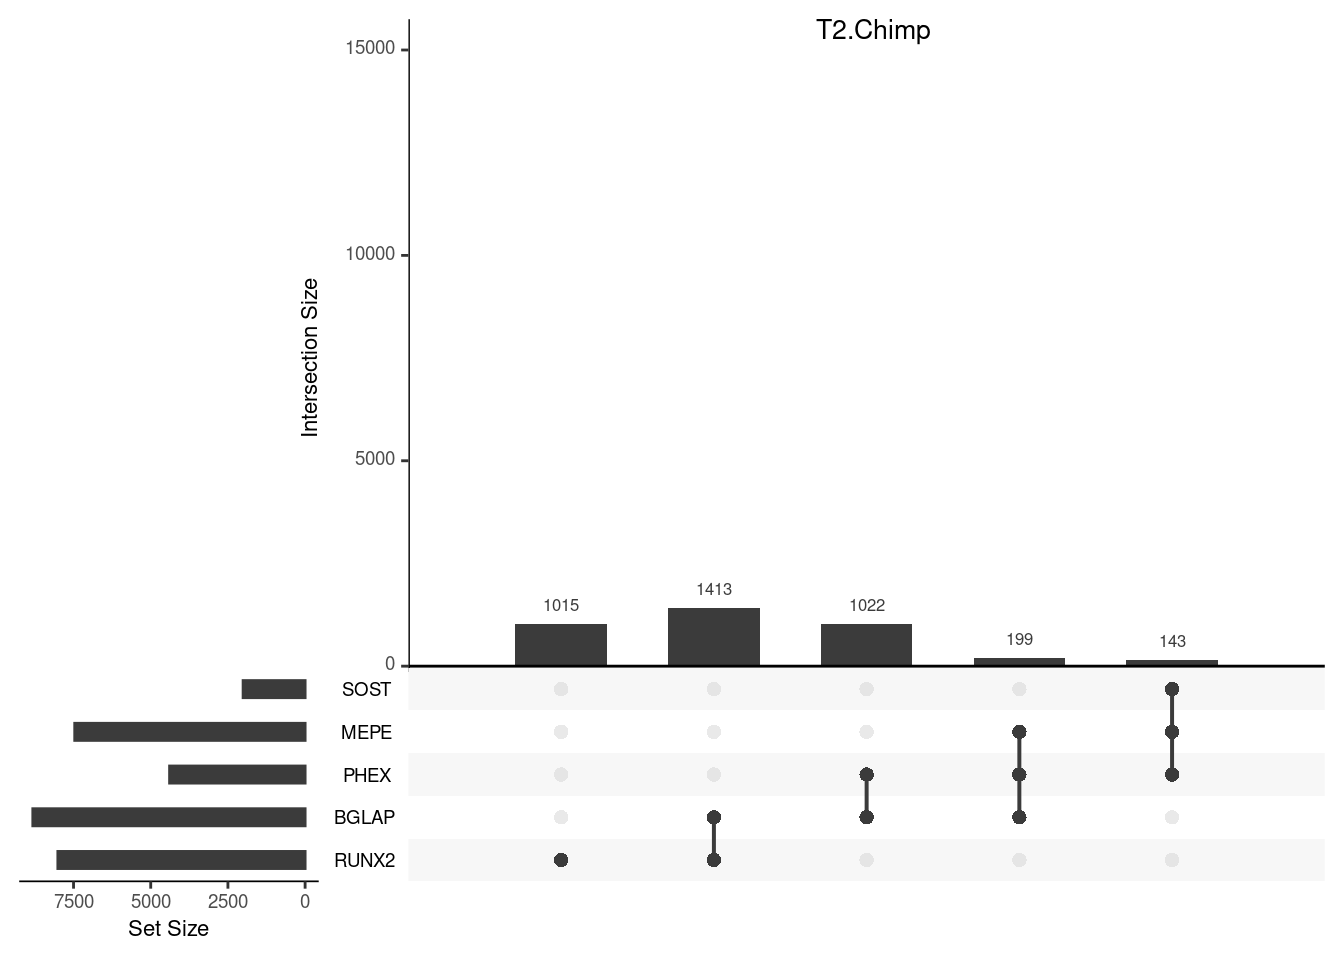 T2.Chimp
15000
10000
5000
0
Intersection Size
1015
1413
1022
199
143
SOST
MEPE
PHEX
BGLAP
RUNX2
7500 5000 2500 0
Set Size